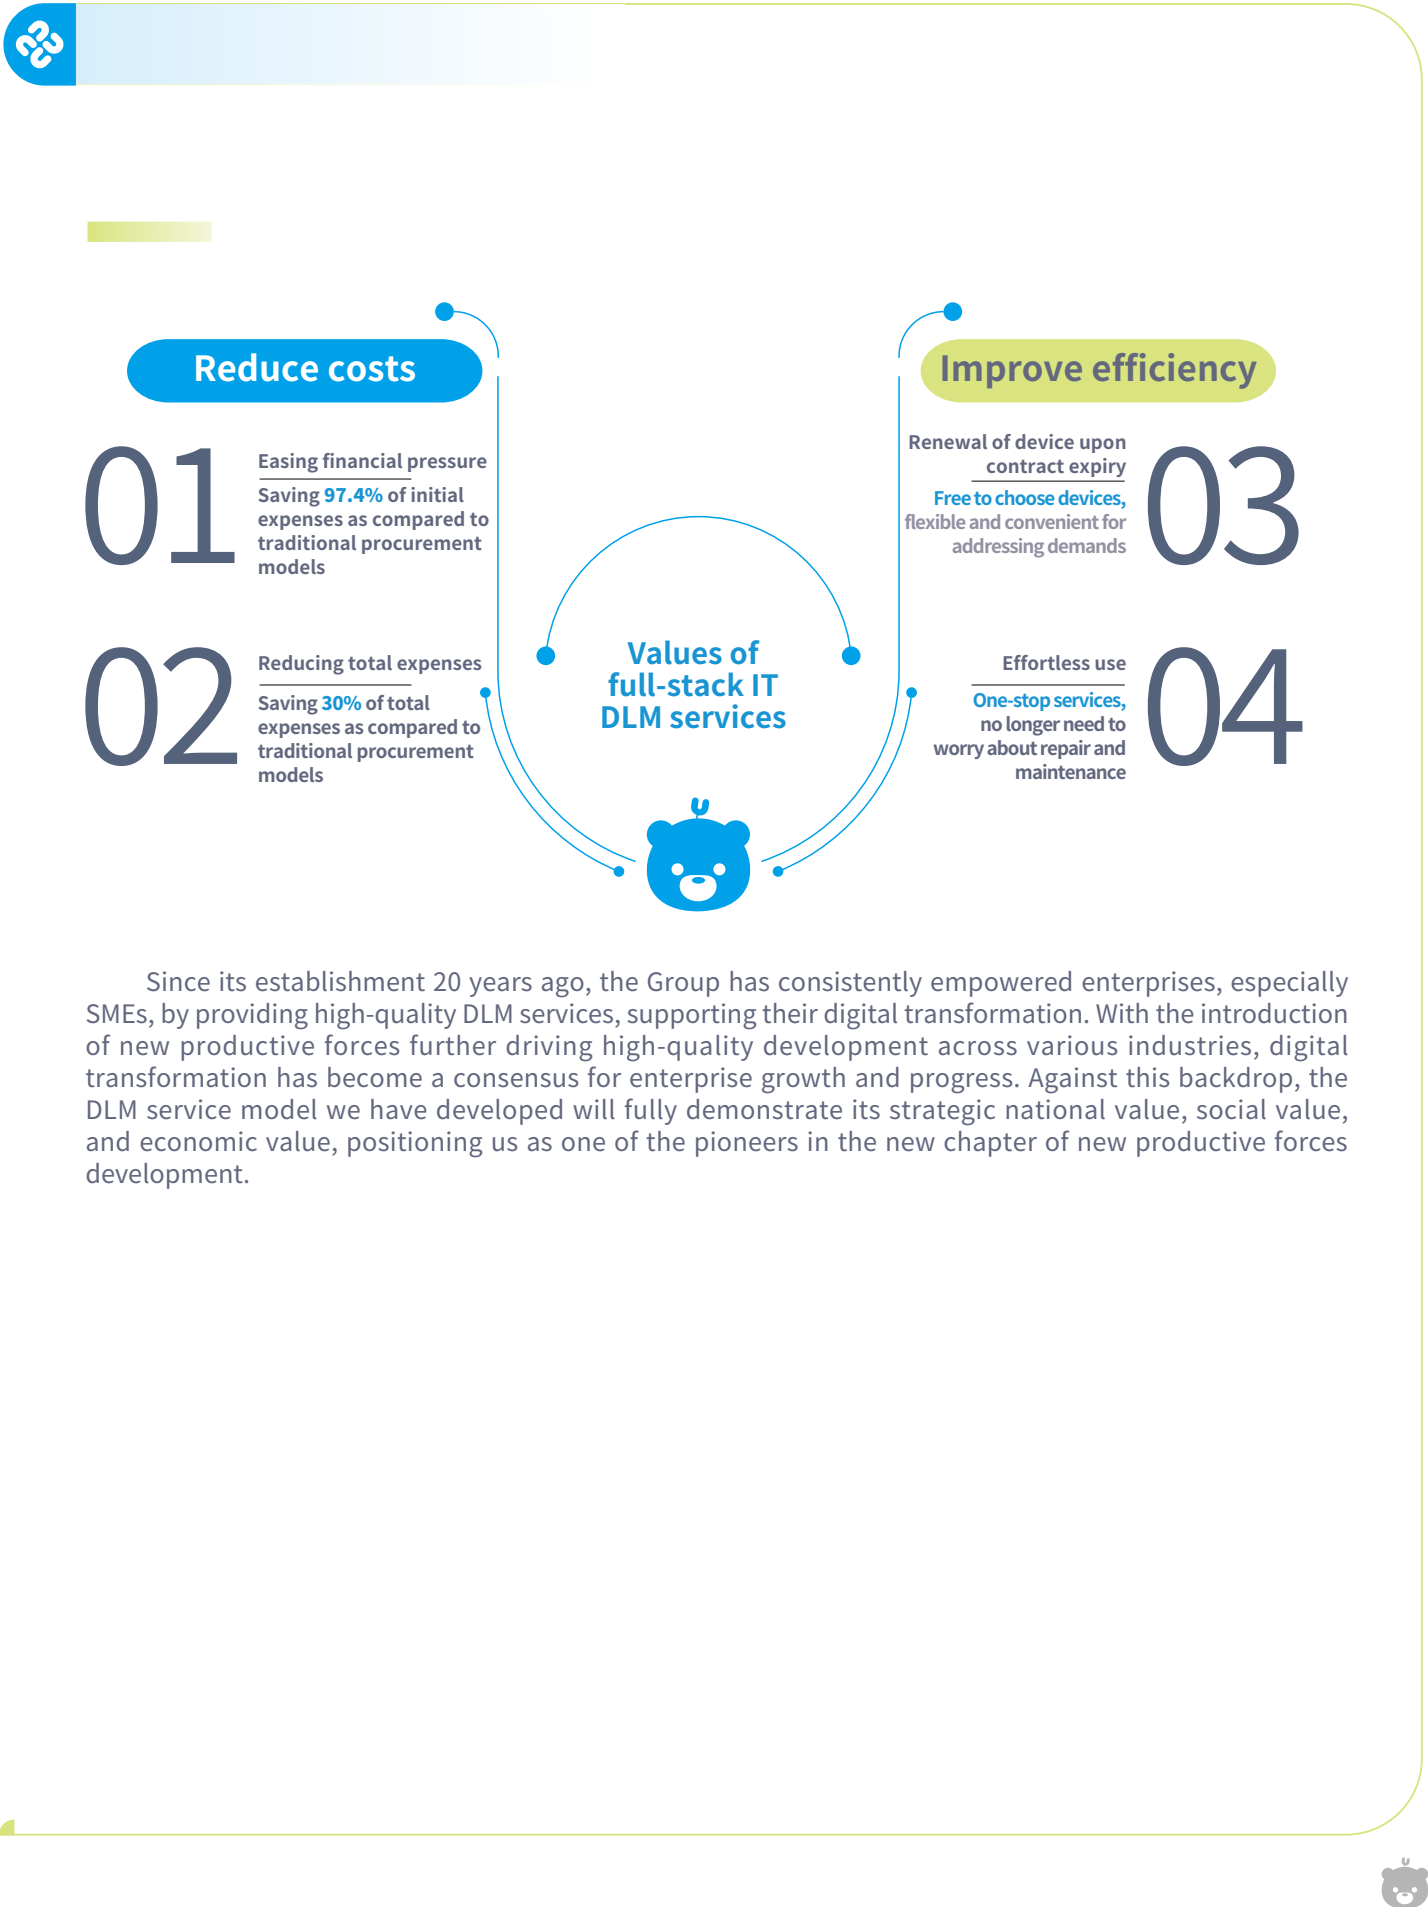 Reduce costs
01
Easing financial pressure
Saving 97.4% of initial
expenses as compared to
traditional procurement
models
02
Reducing total expenses
Saving 30% of total
expenses as compared to
traditional procurement
models
Values of
full-stack IT
DLM services
Improve efficiency
Renewal of device upon
contract expiry
Free to choose devices,
flexible and convenient for
addressing demands
03
Effortless use
One-stop services,
no longer need to
worry about repair and
maintenance
04
Since its establishment 20 years ago, the Group has consistently empowered enterprises, especially
SMEs, by providing high-quality DLM services, supporting their digital transformation. With the introduction
of new productive forces further driving high-quality development across various industries, digital
transformation has become a consensus for enterprise growth and progress. Against this backdrop, the
DLM service model we have developed will fully demonstrate its strategic national value, social value,
and economic value, positioning us as one of the pioneers in the new chapter of new productive forces
development.